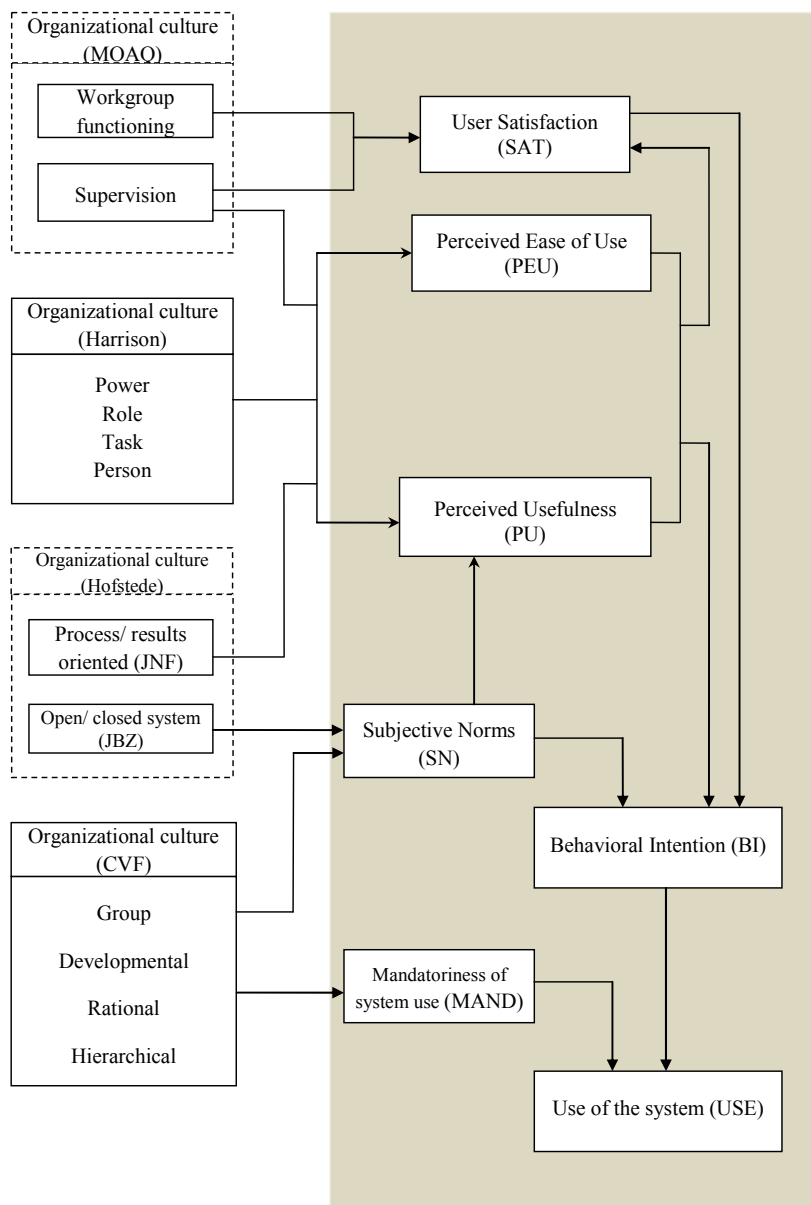 Organizational culture
(MOAQ)
Workgroup
functioning
Supervision
User Satisfaction
(SAT)
Perceived Ease of Use
(PEU)
Organizational culture
(Harrison)
Power
Role
Task
Person
Perceived Usefulness
(PU)
Organizational culture
(Hofstede)
Process/ results
oriented (JNF)
Open/ closed system
(JBZ)
Subjective Norms
(SN)
Behavioral Intention (BI)
Organizational culture
(CVF)
Group
Developmental
Rational
Hierarchical
Mandatoriness of
system use (MAND)
Use of the system (USE)